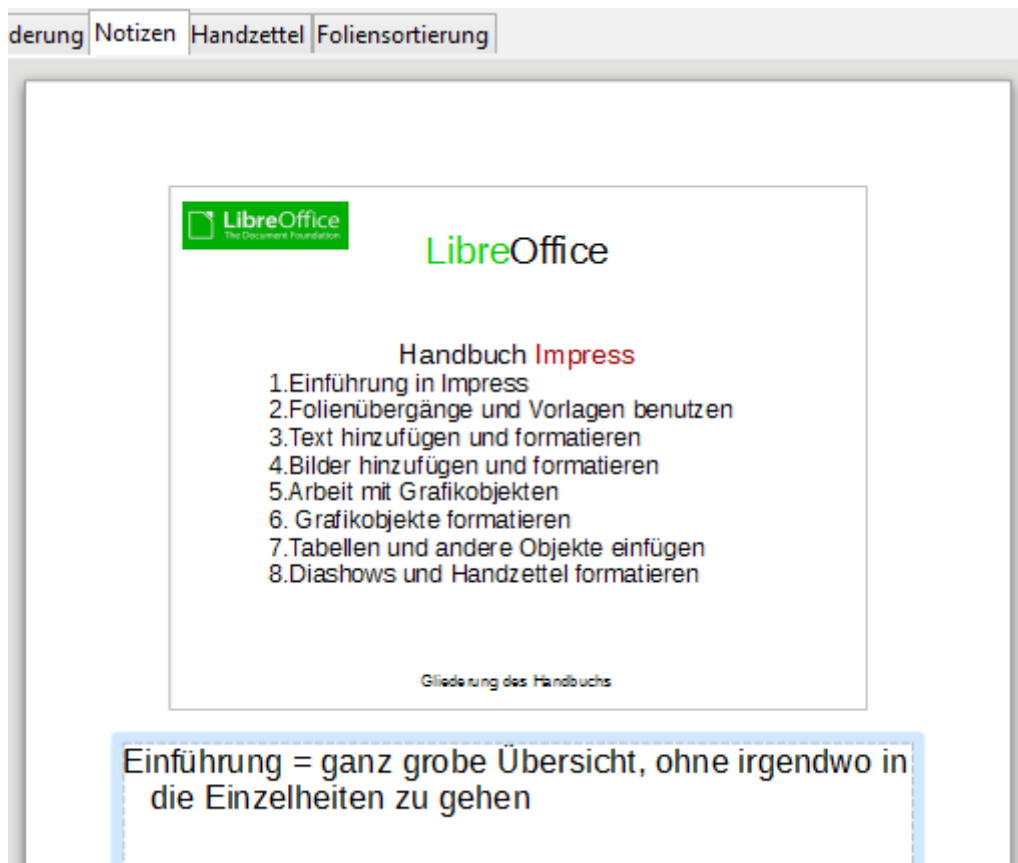 derung Notizen Handzettel Foliensortierung
LibreOffice
The Document Foundation
LibreOffice
Handbuch Impress
1.Einführung in Impress
2.Folienübergänge und Vorlagen benutzen
3.Text hinzufügen und formatieren
4.Bilder hinzufügen und formatieren
5.Arbeit mit Grafikobjekten
6. Grafikobjekte formatieren
7.Tabellen und andere Objekte einfügen
8.Diashows und Handzettel formatieren
Gliederung des Handbuchs
Einführung = ganz grobe Übersicht, ohne irgendwo in
die Einzelheiten zu gehen